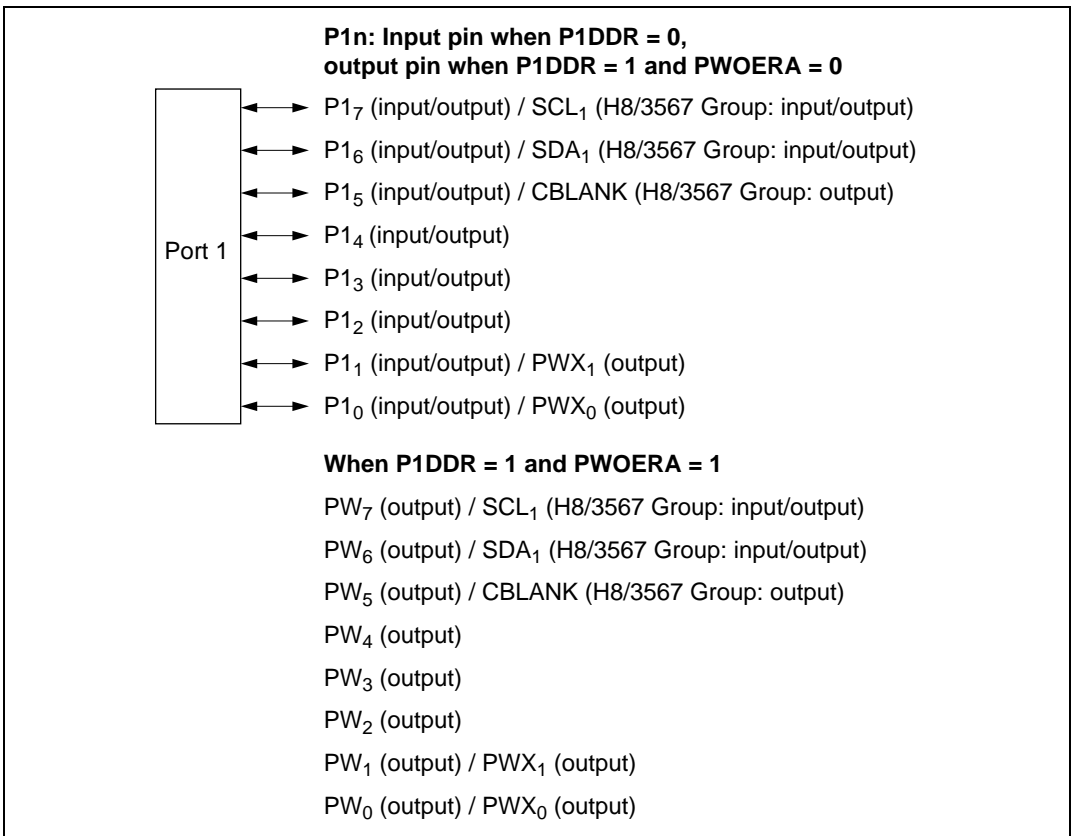 P1n: Input pin when P1DDR = 0,
output pin when P1DDR = 1 and PWOERA = 0
Port 1
P1₇ (input/output) / SCL₁ (H8/3567 Group: input/output)
P1₆ (input/output) / SDA₁ (H8/3567 Group: input/output)
P1₅ (input/output) / CBLANK (H8/3567 Group: output)
P1₄ (input/output)
P1₃ (input/output)
P1₂ (input/output)
P1₁ (input/output) / PWX₁ (output)
P1₀ (input/output) / PWX₀ (output)
When P1DDR = 1 and PWOERA = 1
PW₇ (output) / SCL₁ (H8/3567 Group: input/output)
PW₆ (output) / SDA₁ (H8/3567 Group: input/output)
PW₅ (output) / CBLANK (H8/3567 Group: output)
PW₄ (output)
PW₃ (output)
PW₂ (output)
PW₁ (output) / PWX₁ (output)
PW₀ (output) / PWX₀ (output)